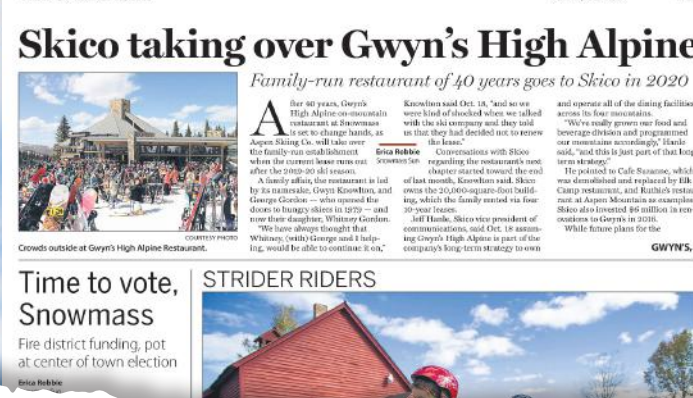 Skico taking over Gwyn's High Alpine
Family-run restaurant of 40 years goes to Skico in 2020
COURTESY PHOTO
Crowds outside at Gwyn's High Alpine Restaurant.
After 40 years, Gwyn's
High Alpine on-mountain
restaurant at Snowmass
is set to change hands, as
Aspen Skiing Co. will take over
the family-run establishment
when the current lease runs out
after the 2019-20 ski season.
A family affair, the restaurant is led
by its namesake, Gwyn Knowlton, and
George Gordon — who opened the
doors to hungry skiers in 1979 — and
now their daughter, Whitney Gordon.
"We have always thought that
Whitney, (with) George and I help-
ing, would be able to continue it on,"
Erica Robbie
Snowmass Sun
Knowlton said Oct. 18, "and so we
were kind of shocked when we talked
with the ski company and they told
us that they had decided not to renew
the lease."
Conversations with Skico
regarding the restaurant's next
chapter started toward the end
of last month, Knowlton said. Skico
owns the 20,000-square-foot build-
ing, which the family rented via four
10-year leases.
Jeff Hanle, Skico vice president of
communications, said Oct. 18 assum-
ing Gwyn's High Alpine is part of the
company's long-term strategy to own
and operate all of the dining facilities
across its four mountains.
"We've really grown our food and
beverage division and programmed
our mountains accordingly," Hanle
said, "and this is just part of that long-
term strategy."
He pointed to Cafe Suzanne, which
was demolished and replaced by Elk
Camp restaurant, and Ruthie's restau-
rant at Aspen Mountain as examples.
Skico also invested $6 million in ren-
ovations to Gwyn's in 2016.
While future plans for the
GWYN'S,
Time to vote,
Snowmass
Fire district funding, pot
at center of town election
Erica Robbie
STRIDER RIDERS